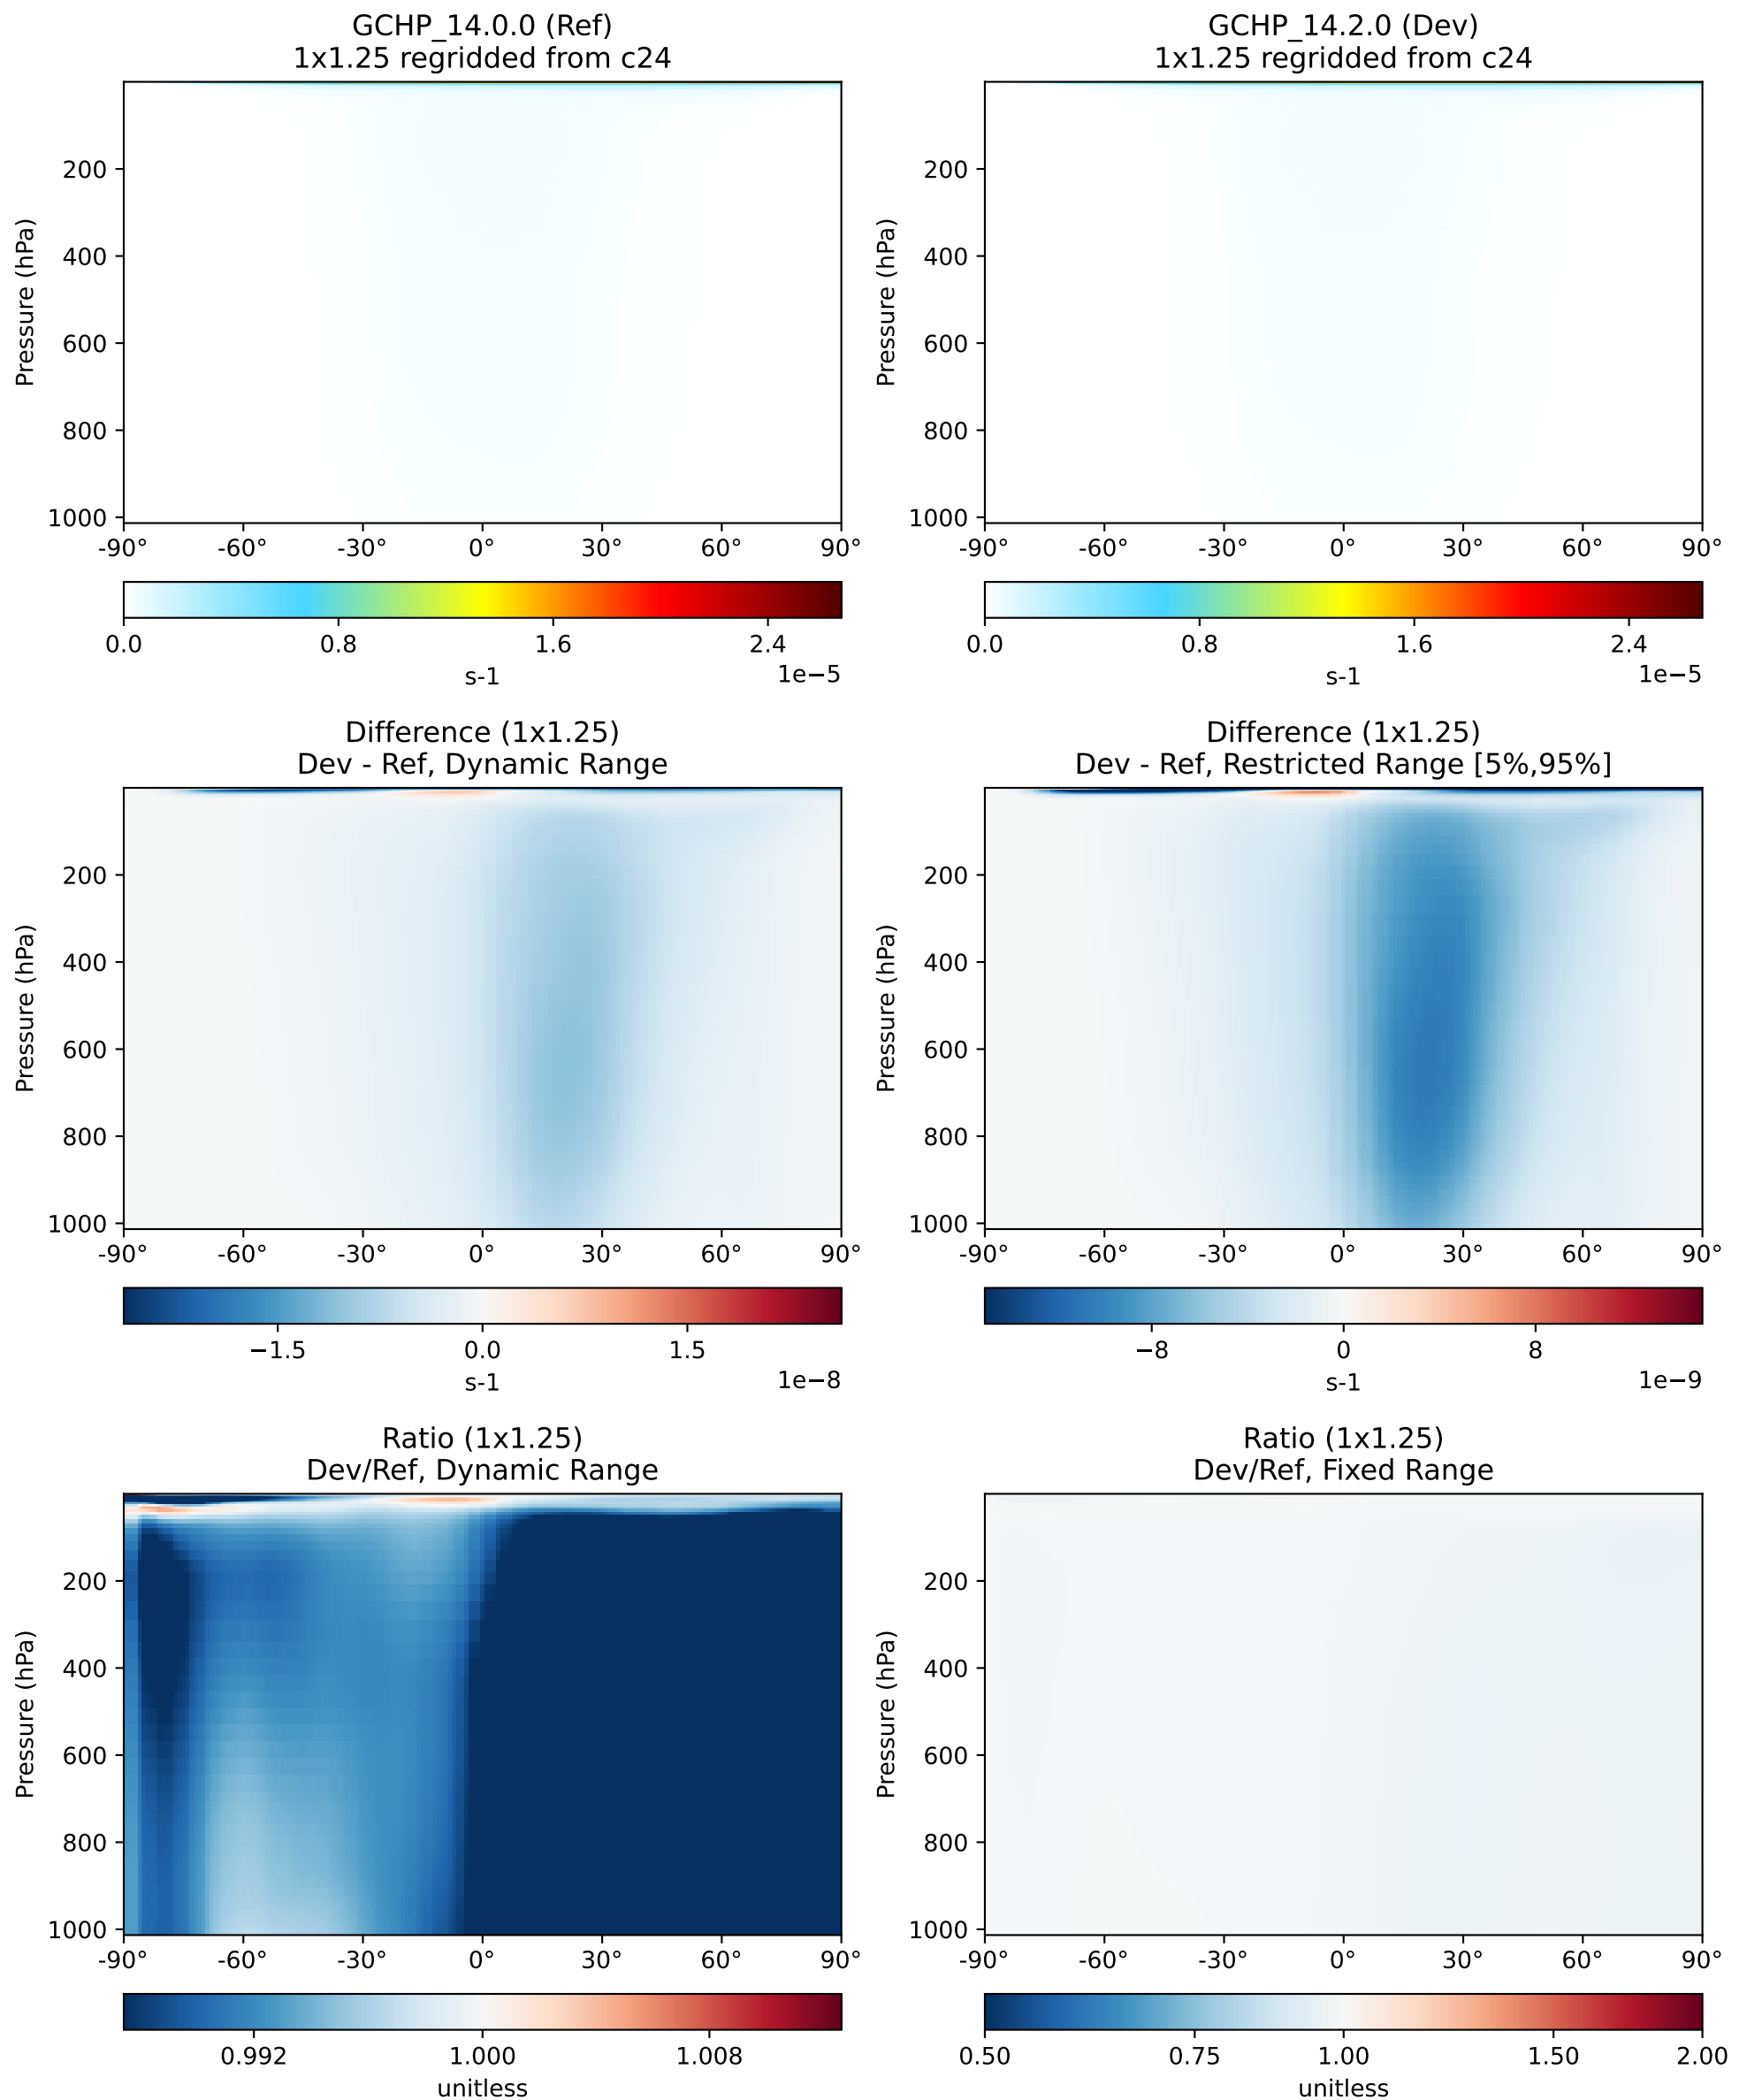 GCHP_14.0.0 (Ref)
1x1.25 regridded from c24
Pressure (hPa)
200
400
600
800
1000
-90° -60° -30° 0° 30° 60° 90°
0.0 0.8 1.6 2.4
1e−5
s-1
GCHP_14.2.0 (Dev)
1x1.25 regridded from c24
Pressure (hPa)
200
400
600
800
1000
-90° -60° -30° 0° 30° 60° 90°
0.0 0.8 1.6 2.4
1e−5
s-1
Difference (1x1.25)
Dev - Ref, Dynamic Range
Pressure (hPa)
200
400
600
800
1000
-90° -60° -30° 0° 30° 60° 90°
−1.5 0.0 1.5
1e−8
s-1
Difference (1x1.25)
Dev - Ref, Restricted Range [5%,95%]
Pressure (hPa)
200
400
600
800
1000
-90° -60° -30° 0° 30° 60° 90°
−8 0 8
1e−9
s-1
Ratio (1x1.25)
Dev/Ref, Dynamic Range
Pressure (hPa)
200
400
600
800
1000
-90° -60° -30° 0° 30° 60° 90°
0.992 1.000 1.008
unitless
Ratio (1x1.25)
Dev/Ref, Fixed Range
Pressure (hPa)
200
400
600
800
1000
-90° -60° -30° 0° 30° 60° 90°
0.50 0.75 1.00 1.50 2.00
unitless